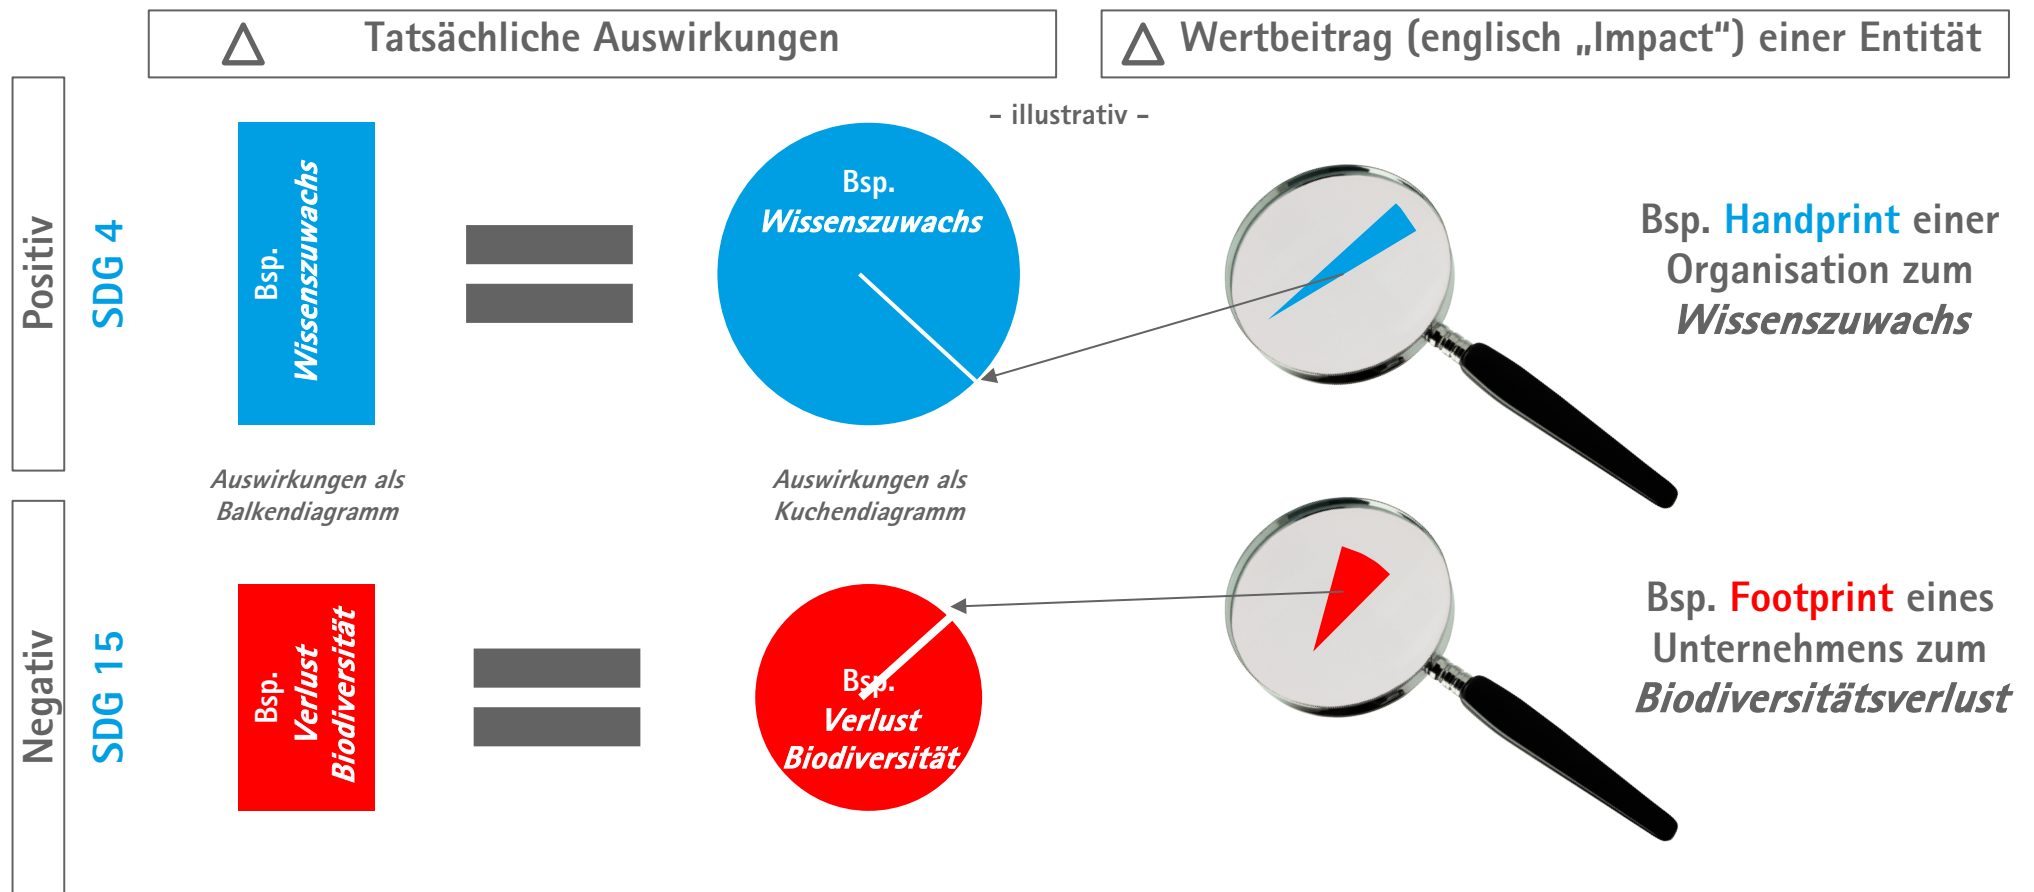 △ Tatsächliche Auswirkungen
△ Wertbeitrag (englisch „Impact“) einer Entität
– illustrativ –
Positiv
SDG 4
Bsp.
Wissenszuwachs
Bsp.
Wissenszuwachs
Bsp. Handprint einer
Organisation zum
Wissenszuwachs
Auswirkungen als
Balkendiagramm
Auswirkungen als
Kuchendiagramm
Negativ
SDG 15
Bsp.
Verlust
Biodiversität
Bsp.
Verlust
Biodiversität
Bsp. Footprint eines
Unternehmens zum
Biodiversitätsverlust